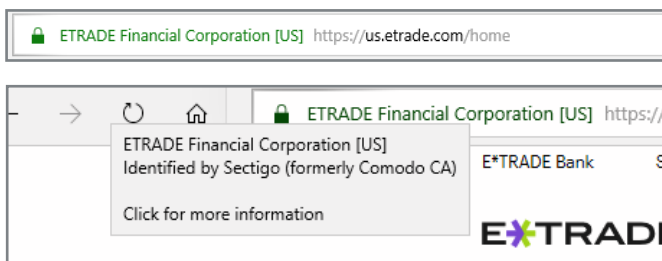 ETRADE Financial Corporation [US] https://us.etrade.com/home
ETRADE Financial Corporation [US] https://
ETRADE Financial Corporation [US]
Identified by Sectigo (formerly Comodo CA)
Click for more information
E*TRADE Bank
E*TRADE